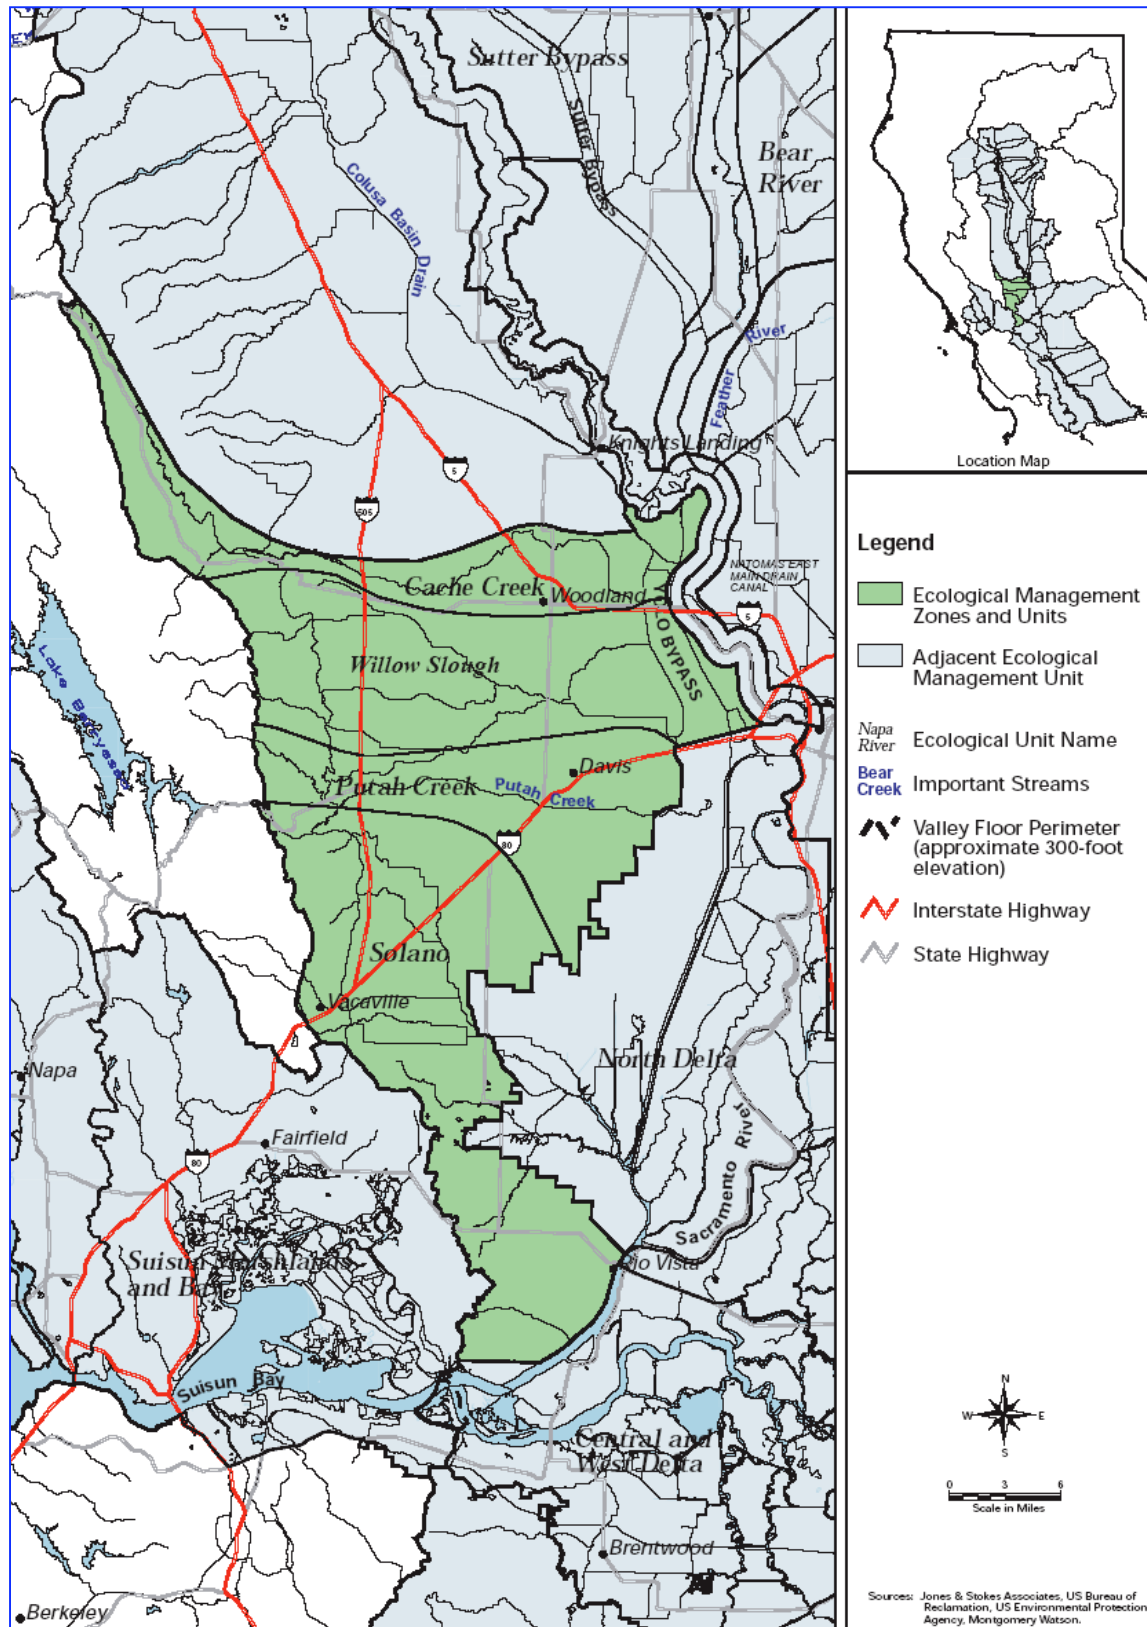 Sutter Bypass
Sutter Bypass
Bear
River
Colusa Basin Drain
Feather River
Knights Landing
5
505
NATOMAS EAST
MAIN DRAIN
CANAL
Cache Creek
Woodland
YOLO BYPASS
5
Willow Slough
Lake Berryessa
Davis
Putah Creek
Putah Creek
80
Solano
Vacaville
North Delta
Napa
Fairfield
80
Sacramento River
Rio Vista
Suisun Marshlands
and Bay
Suisun Bay
Central and
West Delta
Brentwood
Berkeley
Location Map
Legend
Ecological Management
Zones and Units
Adjacent Ecological
Management Unit
Napa
River
Ecological Unit Name
Bear
Creek
Important Streams
Valley Floor Perimeter
(approximate 300-foot
elevation)
Interstate Highway
State Highway
N
W E
S
0 3 6
Scale in Miles
Sources: Jones & Stokes Associates, US Bureau of
Reclamation, US Environmental Protection
Agency, Montgomery Watson.